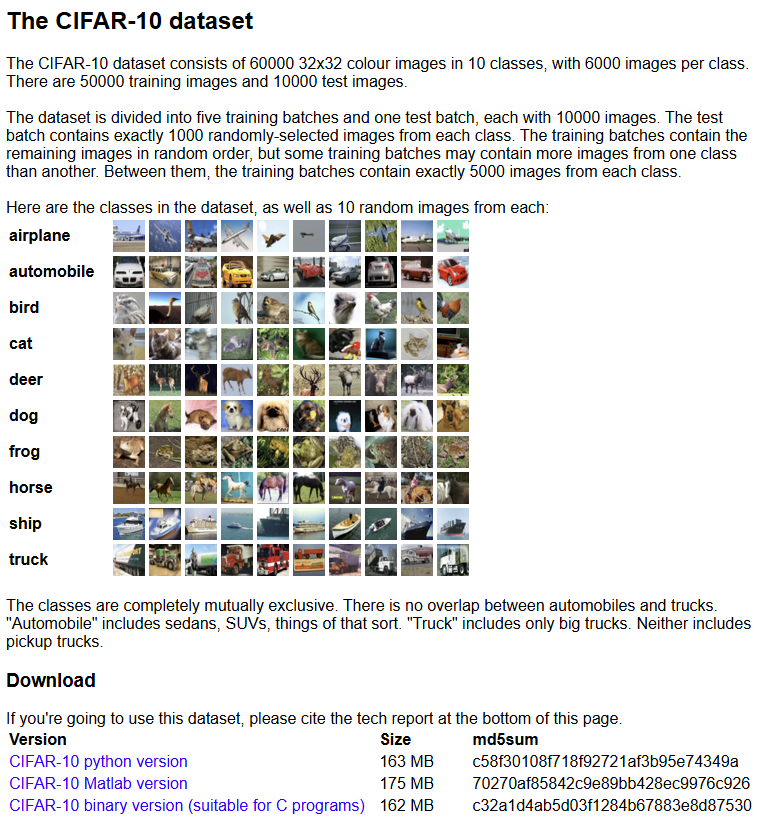 The CIFAR-10 dataset
The CIFAR-10 dataset consists of 60000 32x32 colour images in 10 classes, with 6000 images per class.
There are 50000 training images and 10000 test images.
The dataset is divided into five training batches and one test batch, each with 10000 images. The test
batch contains exactly 1000 randomly-selected images from each class. The training batches contain the
remaining images in random order, but some training batches may contain more images from one class
than another. Between them, the training batches contain exactly 5000 images from each class.
Here are the classes in the dataset, as well as 10 random images from each:
airplane
automobile
bird
cat
deer
dog
frog
horse
ship
truck
The classes are completely mutually exclusive. There is no overlap between automobiles and trucks.
"Automobile" includes sedans, SUVs, things of that sort. "Truck" includes only big trucks. Neither includes
pickup trucks.
Download
If you're going to use this dataset, please cite the tech report at the bottom of this page.
Version Size md5sum
CIFAR-10 python version 163 MB c58f30108f718f92721af3b95e74349a
CIFAR-10 Matlab version 175 MB 70270af85842c9e89bb428ec9976c926
CIFAR-10 binary version (suitable for C programs) 162 MB c32a1d4ab5d03f1284b67883e8d87530